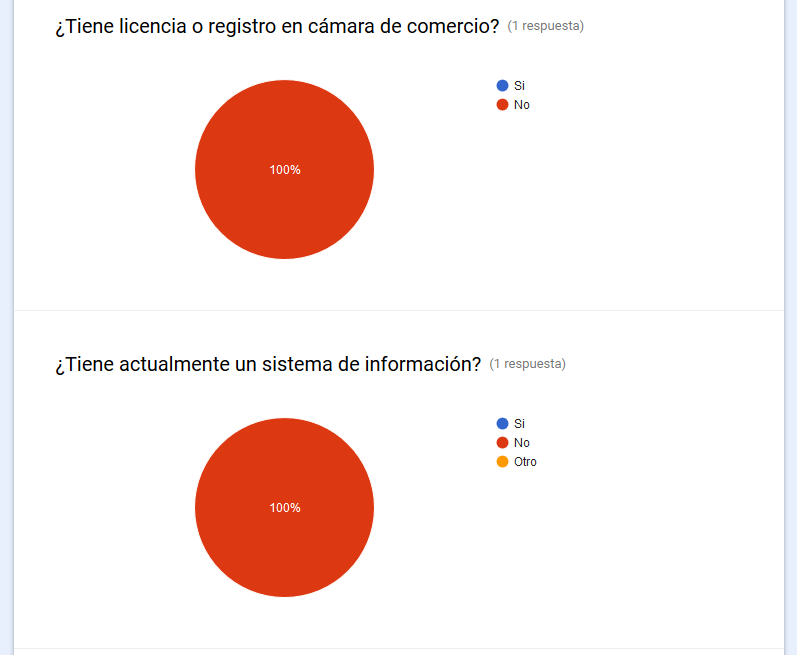 ¿Tiene licencia o registro en cámara de comercio? (1 respuesta)
Si
No
100%
¿Tiene actualmente un sistema de información? (1 respuesta)
Si
No
Otro
100%